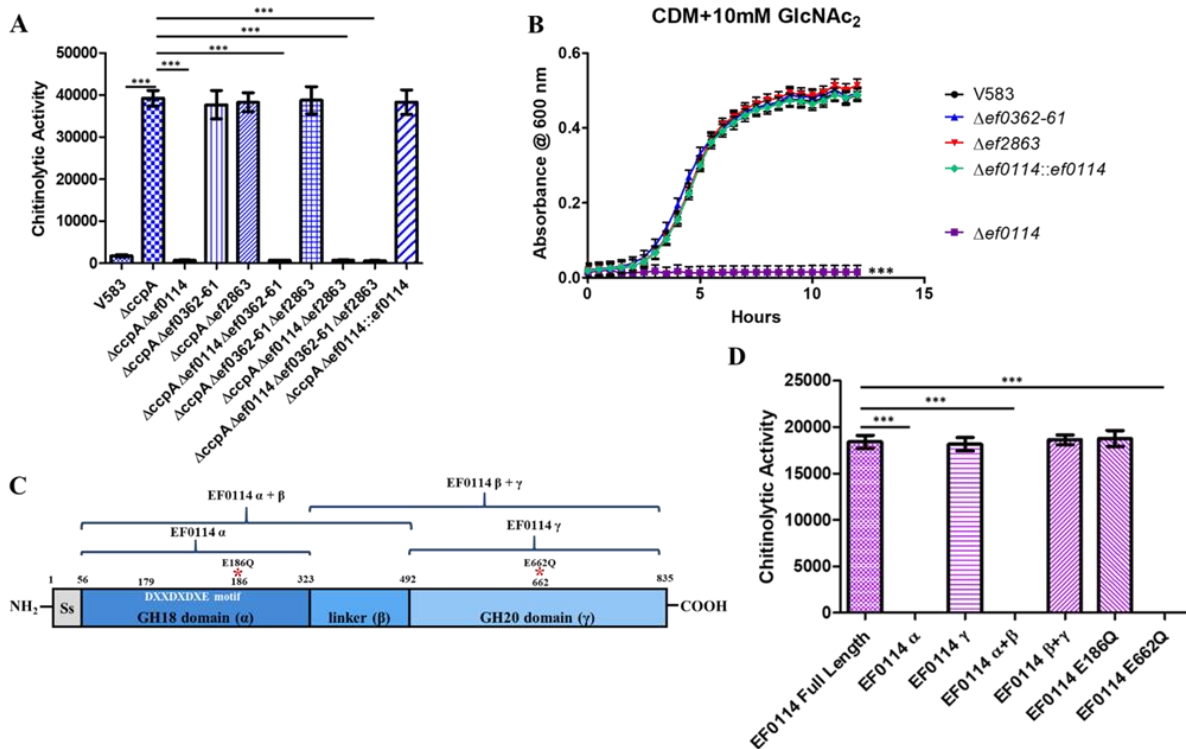 A
Chitinolytic Activity
50000
40000
30000
20000
10000
0
***
***
***
***
***
V583
ΔccpA
ΔccpAΔef0114
ΔccpAΔef0362-61
ΔccpAΔef2863
ΔccpAΔef0114Δef0362-61
ΔccpAΔef0362-61Δef2863
ΔccpAΔef0114Δef2863
ΔccpAΔef0114Δef0362-61Δef2863
ΔccpAΔef0114::ef0114
B
CDM+10mM GlcNAc₂
Absorbance @ 600 nm
0.6
0.4
0.2
0.0
0 5 10 15
Hours
***
V583
Δef0362-61
Δef2863
Δef0114::ef0114
Δef0114
C
EF0114 α + β
EF0114 β + γ
EF0114 α
EF0114 γ
E186Q
E662Q
* *
1 56 179 186 323 492 662 835
NH₂ Ss DXXDXDXE motif COOH
GH18 domain (α) linker (β) GH20 domain (γ)
D
Chitinolytic Activity
25000
20000
15000
10000
5000
0
***
***
***
EF0114 Full Length
EF0114 α
EF0114 γ
EF0114 α+β
EF0114 β+γ
EF0114 E186Q
EF0114 E662Q